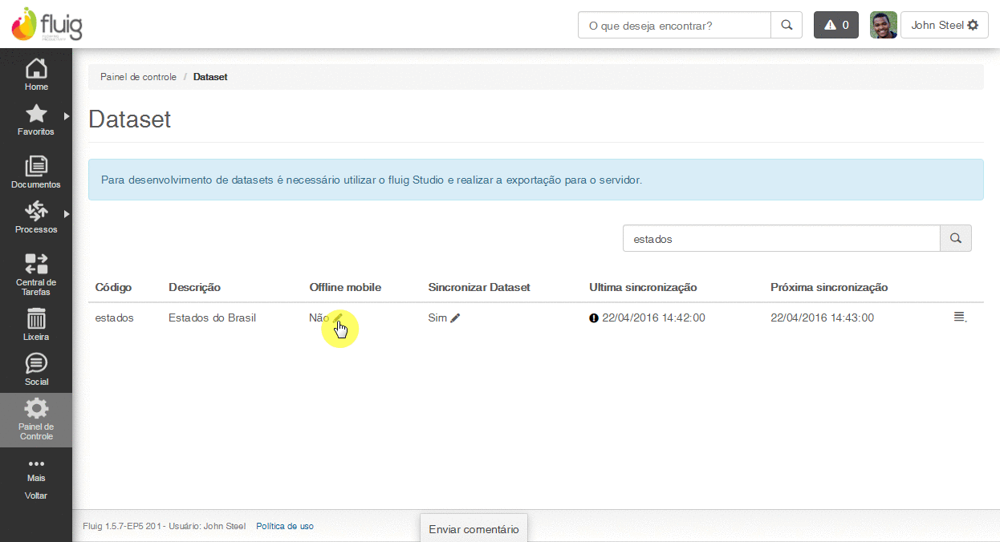 fluig
O que deseja encontrar?
0
John Steel
Home
Favoritos
Documentos
Processos
Central de
Tarefas
Lixeira
Social
Painel de
Controle
Mais
Voltar
Painel de controle / Dataset
Dataset
Para desenvolvimento de datasets é necessário utilizar o fluig Studio e realizar a exportação para o servidor.
estados
Código Descrição Offline mobile Sincronizar Dataset Ultima sincronização Próxima sincronização
estados Estados do Brasil Não Sim 22/04/2016 14:42:00 22/04/2016 14:43:00
Fluig 1.5.7-EP5 201 - Usuário: John Steel Política de uso
Enviar comentário